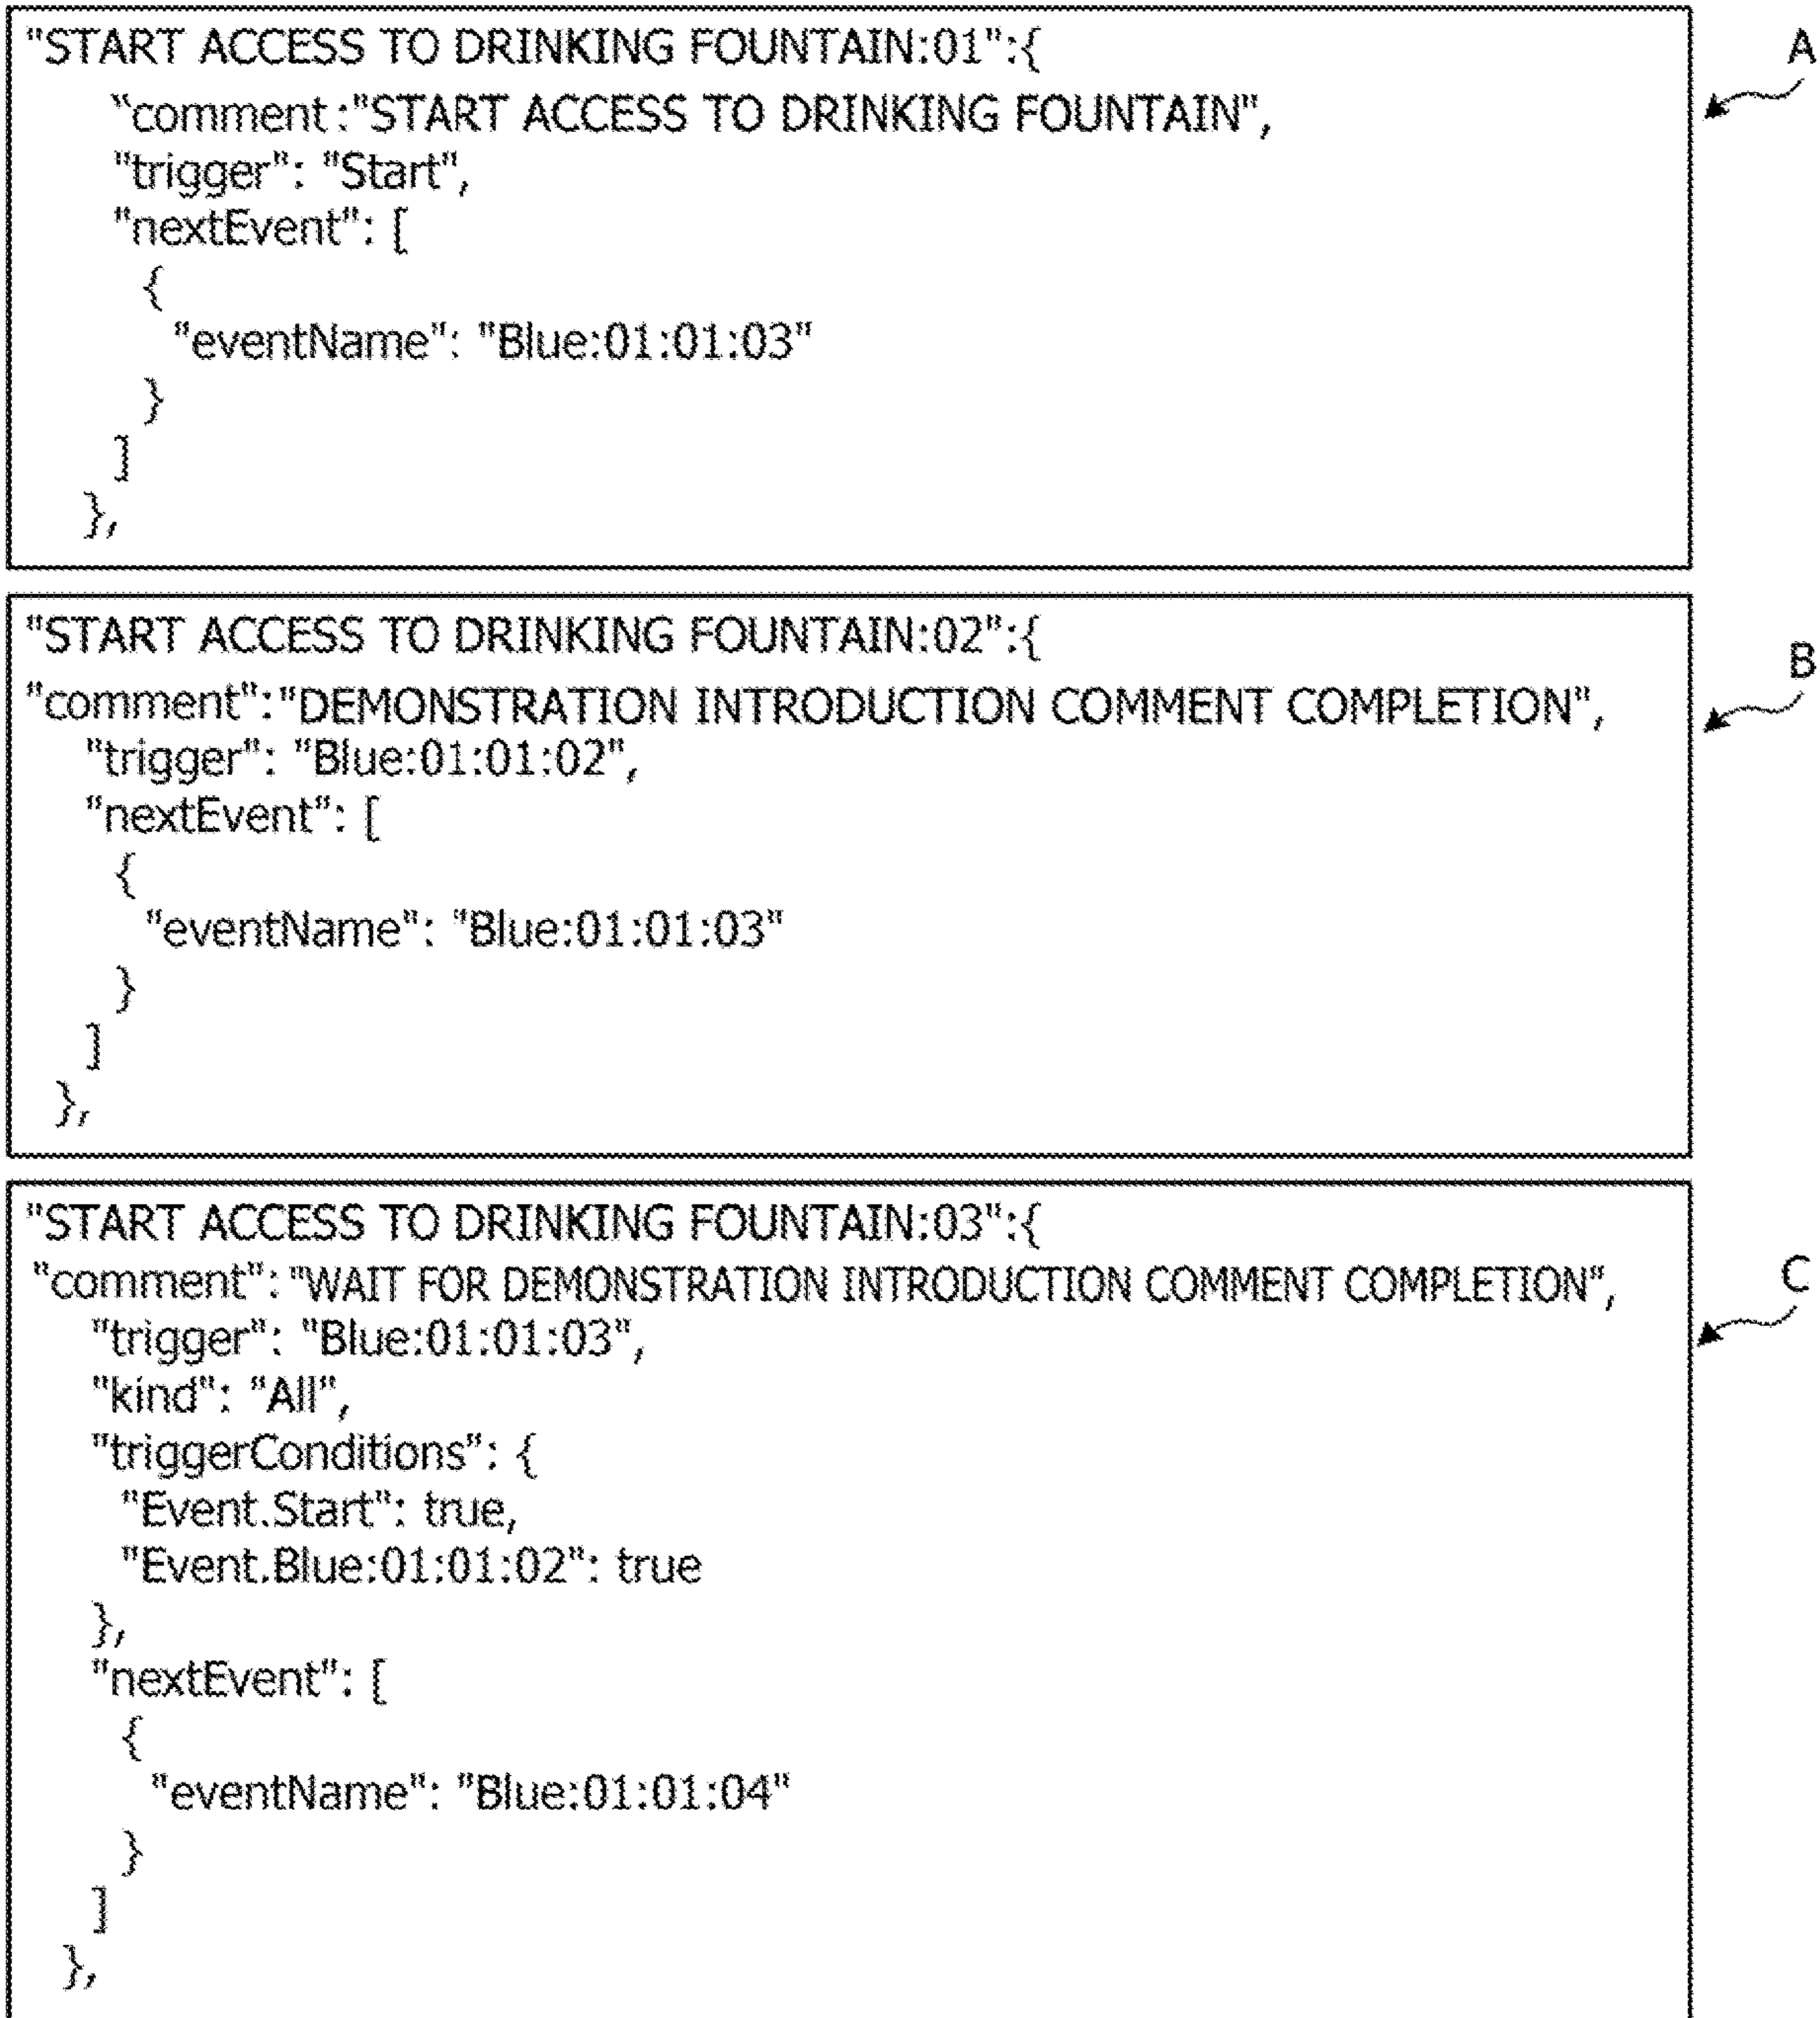 "START ACCESS TO DRINKING FOUNTAIN:01":{
"comment:"START ACCESS TO DRINKING FOUNTAIN",
"trigger": "Start",
"nextEvent": [
{
"eventName": "Blue:01:01:03"
}
]
},
A
"START ACCESS TO DRINKING FOUNTAIN:02":{
"comment":"DEMONSTRATION INTRODUCTION COMMENT COMPLETION",
"trigger": "Blue:01:01:02",
"nextEvent": [
{
"eventName": "Blue:01:01:03"
}
]
},
B
"START ACCESS TO DRINKING FOUNTAIN:03":{
"comment": "WAIT FOR DEMONSTRATION INTRODUCTION COMMENT COMPLETION",
"trigger": "Blue:01:01:03",
"kind": "All",
"triggerConditions": {
"Event.Start": true,
"Event.Blue:01:01:02": true
},
"nextEvent": [
{
"eventName": "Blue:01:01:04"
}
]
},
C